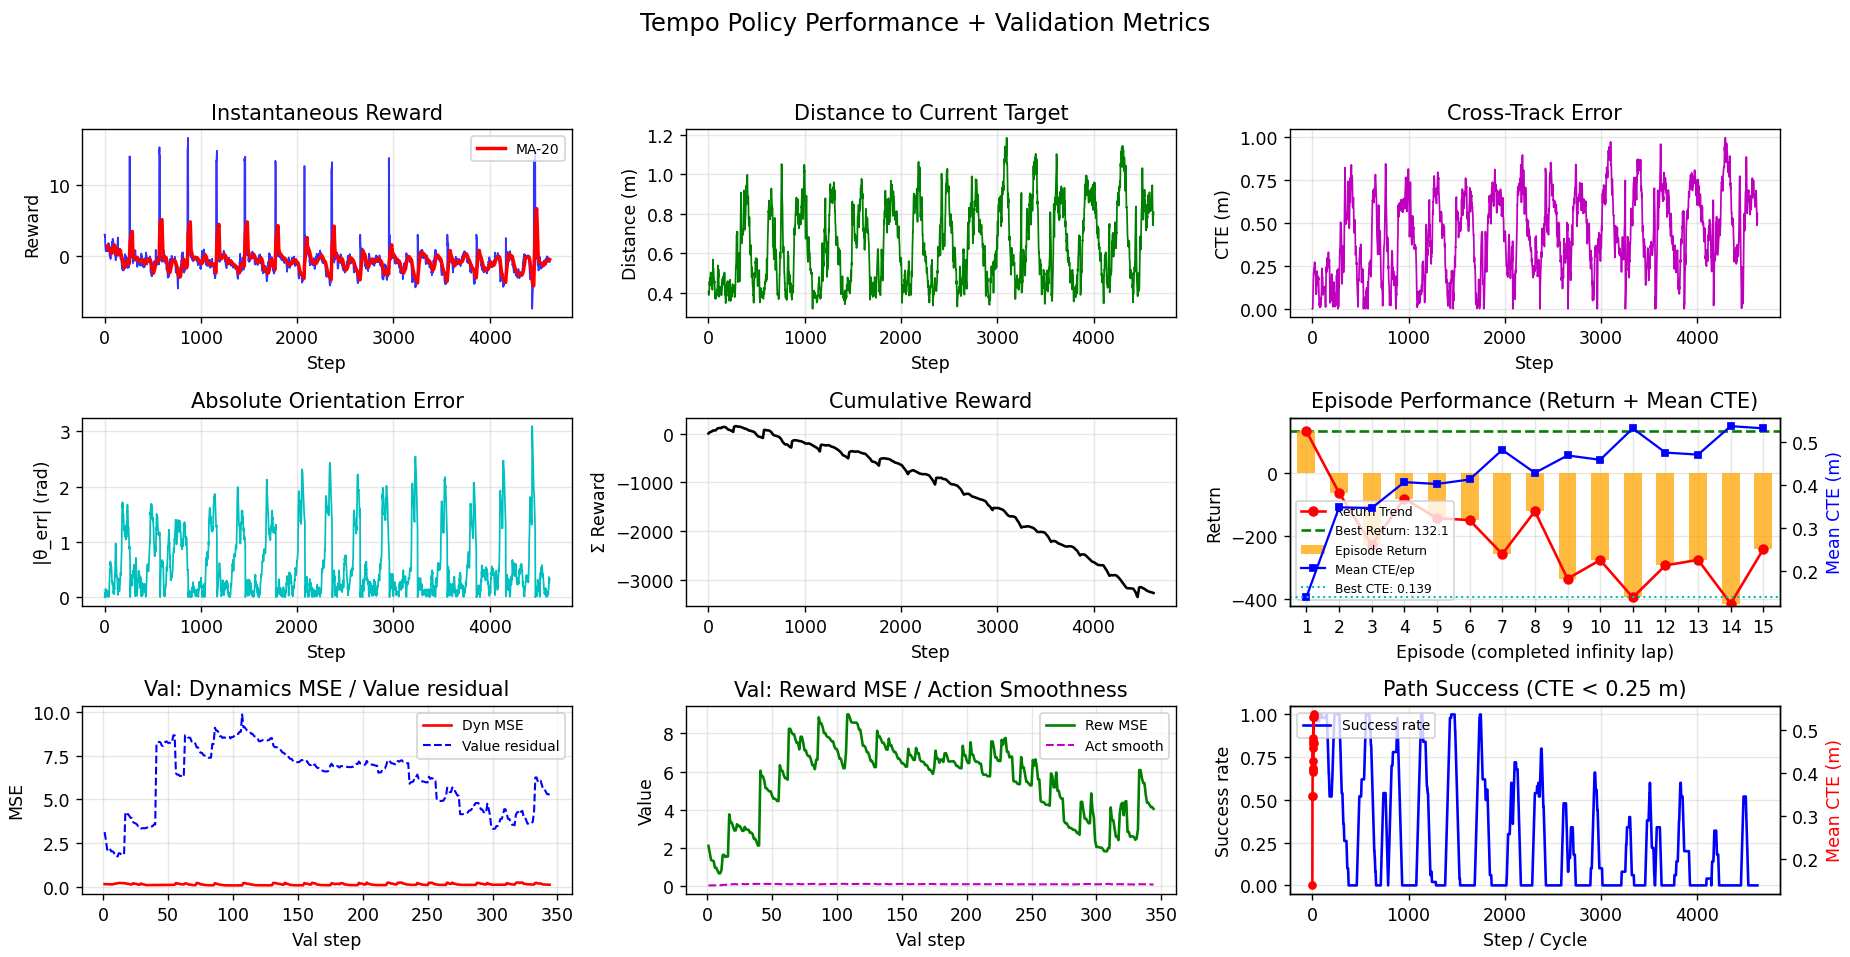 Tempo Policy Performance + Validation Metrics
Instantaneous Reward
MA-20
10
0
Reward
0
1000
2000
3000
4000
Step
Distance to Current Target
1.2
1.0
0.8
0.6
0.4
Distance (m)
0
1000
2000
3000
4000
Step
Cross-Track Error
1.00
0.75
0.50
0.25
0.00
CTE (m)
0
1000
2000
3000
4000
Step
Absolute Orientation Error
3
2
1
0
|θ_err| (rad)
0
1000
2000
3000
4000
Step
Cumulative Reward
0
−1000
−2000
−3000
Σ Reward
0
1000
2000
3000
4000
Step
Episode Performance (Return + Mean CTE)
0
−200
−400
Return
Return Trend
Best Return: 132.1
Episode Return
Mean CTE/ep
Best CTE: 0.139
0.5
0.4
0.3
0.2
Mean CTE (m)
1 2 3 4 5 6 7 8 9 10 11 12 13 14 15
Episode (completed infinity lap)
Val: Dynamics MSE / Value residual
10.0
7.5
5.0
2.5
0.0
MSE
Dyn MSE
Value residual
0
50
100
150
200
250
300
350
Val step
Val: Reward MSE / Action Smoothness
8
6
4
2
0
Value
Rew MSE
Act smooth
0
50
100
150
200
250
300
350
Val step
Path Success (CTE < 0.25 m)
1.00
0.75
0.50
0.25
0.00
Success rate
Success rate
0.5
0.4
0.3
0.2
Mean CTE (m)
0
1000
2000
3000
4000
Step / Cycle